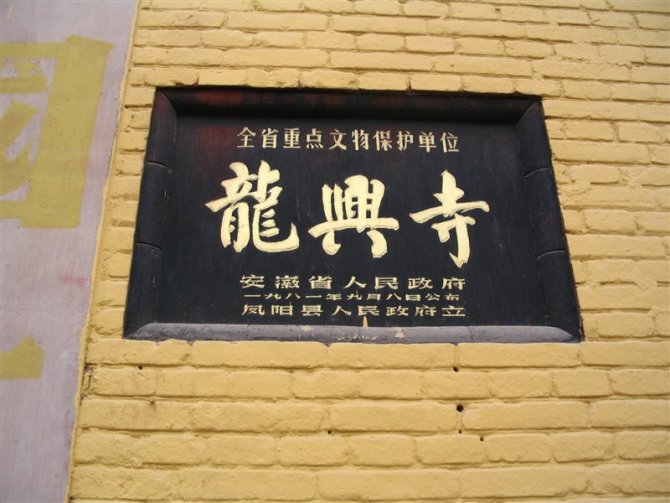 全省重点文物保护单位
龍興寺
安徽省人民政府
一九八一年九月八日公布
凤阳县人民政府立